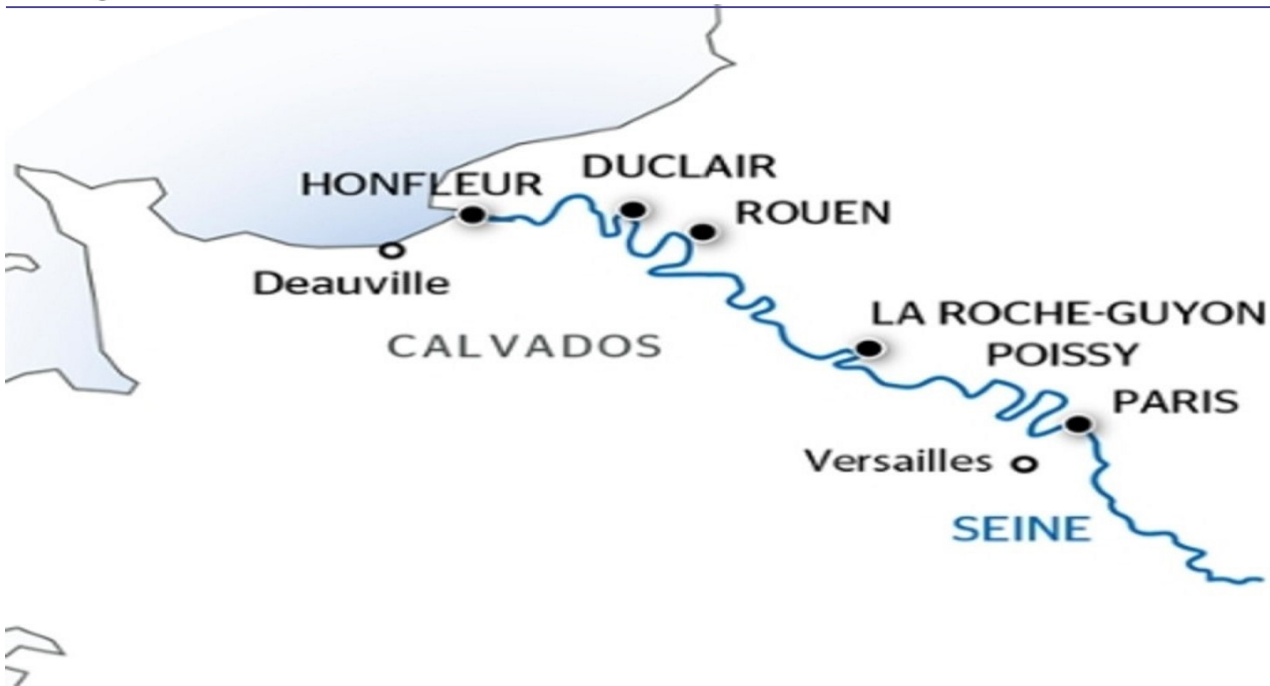 HONFLEUR
DUCLAIR
ROUEN
Deauville
CALVADOS
LA ROCHE-GUYON
POISSY
PARIS
Versailles
SEINE